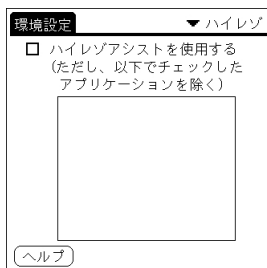 環境設定 ▼ ハイレゾ
ハイレゾアシストを使用する
(ただし、以下でチェックした
アプリケーションを除く)
ヘルプ